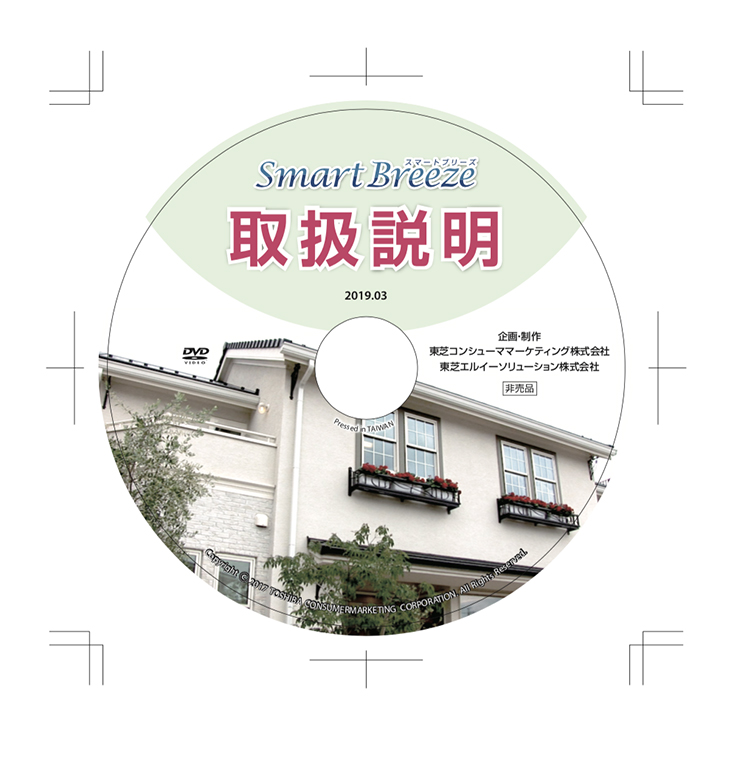 スマートブリーズ
Smart Breeze
取扱説明
2019.03
DVD
VIDEO
企画・制作
東芝コンシューママーケティング株式会社
東芝エルイーソリューション株式会社
非売品
Pressed in TAIWAN
Copyright © 2017 TOSHIBA CONSUMERMARKETING CORPORATION. All Rights Reserved.